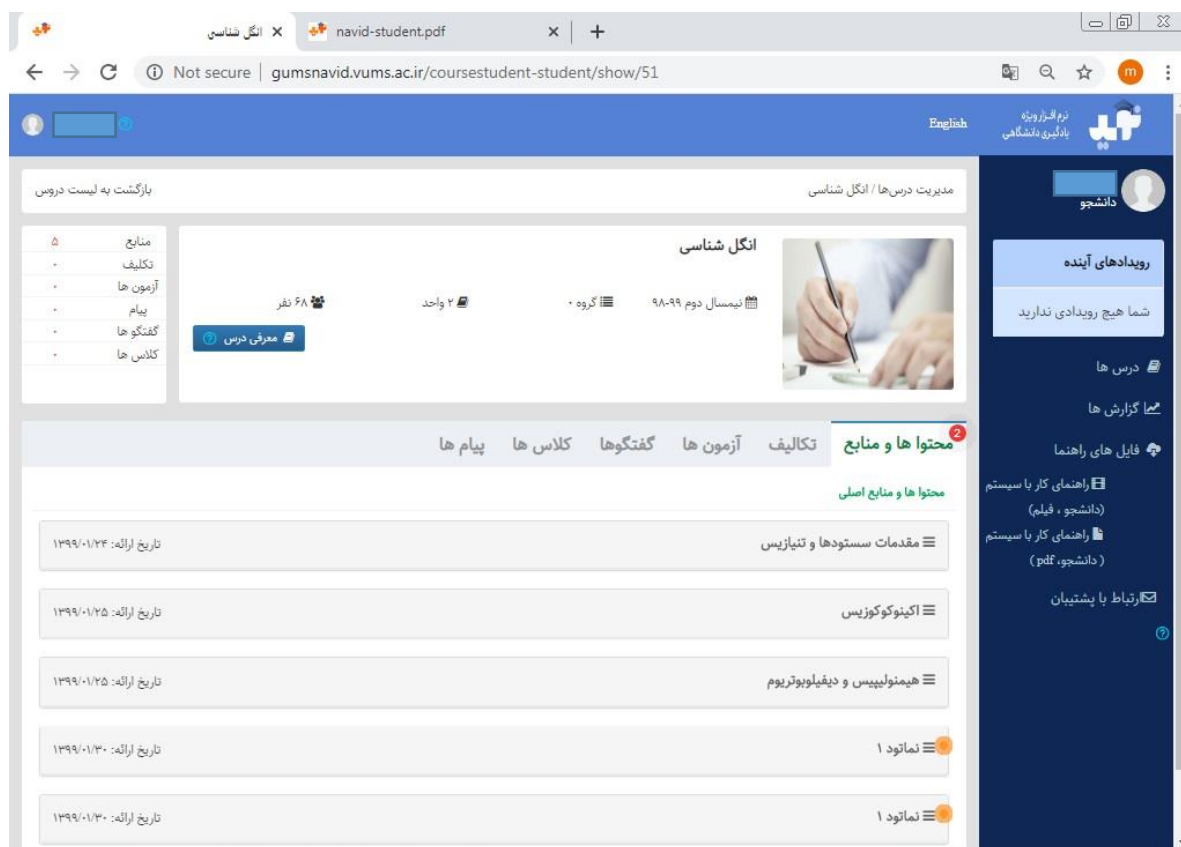 انگل شناسی
navid-student.pdf
Not secure | gumsnavid.vums.ac.ir/coursestudent-student/show/51
m
نوید
نرم افزار ویژه
یادگیری دانشگاهی
English
دانشجو
رویدادهای آینده
شما هیچ رویدادی ندارید
درس ها
گزارش ها
فایل های راهنما
راهنمای کار با سیستم
(دانشجو ، فیلم)
راهنمای کار با سیستم
(دانشجو، pdf )
ارتباط با پشتیبان
مدیریت درس‌ها / انگل شناسی
بازگشت به لیست دروس
انگل شناسی
نیمسال دوم ۹۹-۹۸
گروه ۰
۲ واحد
۶۸ نفر
معرفی درس
منابع ۵
تکلیف ۰
آزمون ها ۰
پیام ۰
گفتگو ها ۰
کلاس ها ۰
2
محتوا ها و منابع تکالیف آزمون ها گفتگوها کلاس ها پیام ها
محتوا ها و منابع اصلی
مقدمات سستودها و تنیازیس تاریخ ارائه: ۱۳۹۹/۰۱/۲۴
اکینوکوکوزیس تاریخ ارائه: ۱۳۹۹/۰۱/۲۵
هیمنولیپیس و دیفیلوبوتریوم تاریخ ارائه: ۱۳۹۹/۰۱/۲۵
نماتود ۱ تاریخ ارائه: ۱۳۹۹/۰۱/۳۰
نماتود ۱ تاریخ ارائه: ۱۳۹۹/۰۱/۳۰